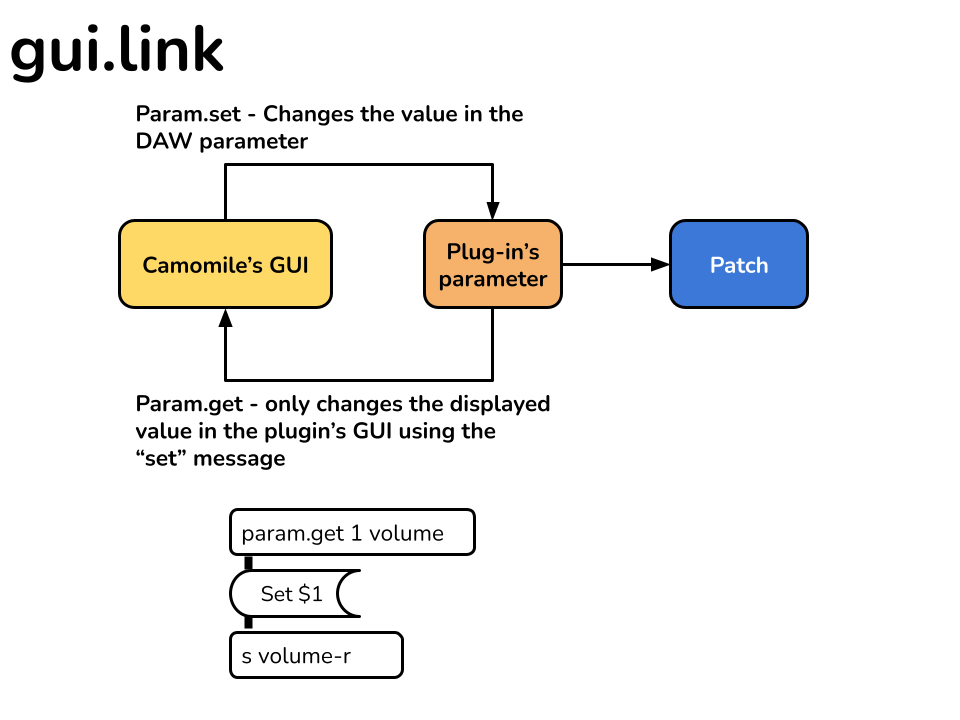 gui.link
Param.set - Changes the value in the
DAW parameter
Camomile’s GUI
Plug-in’s
parameter
Patch
Param.get - only changes the displayed
value in the plugin’s GUI using the
“set” message
param.get 1 volume
Set $1
s volume-r